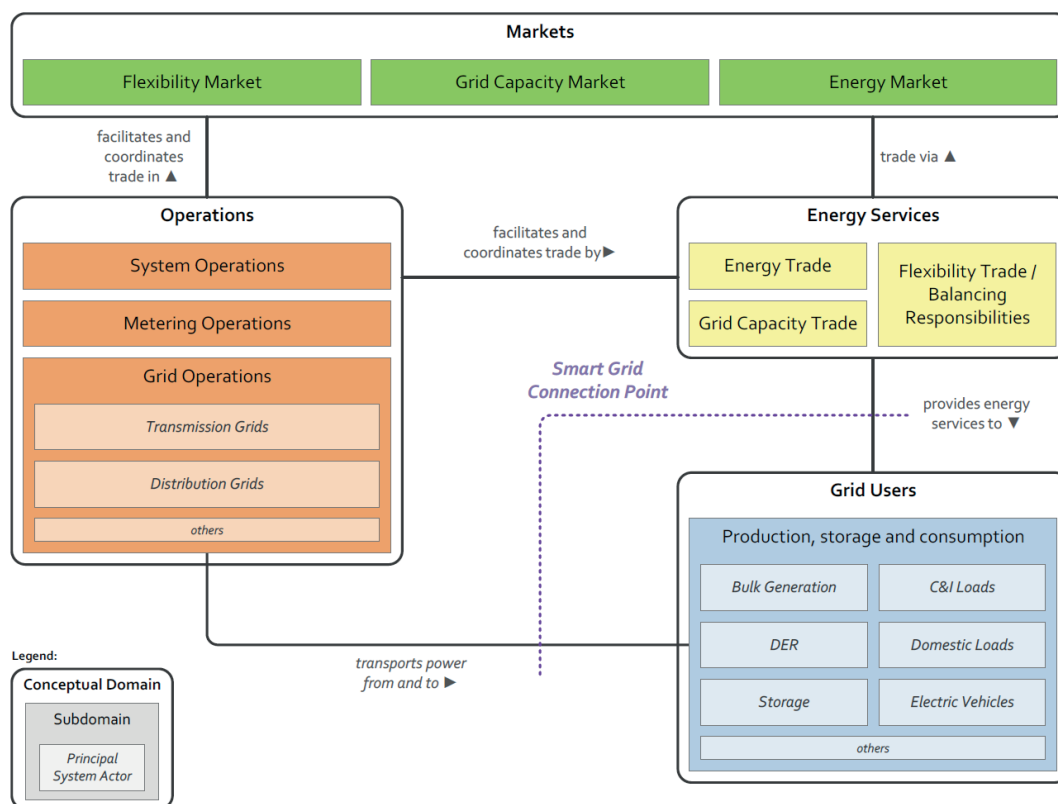 Markets
Flexibility Market
Grid Capacity Market
Energy Market
facilitates and
coordinates
trade in ▲
trade via ▲
Operations
System Operations
Metering Operations
Grid Operations
Transmission Grids
Distribution Grids
others
facilitates and
coordinates trade by ►
Energy Services
Energy Trade
Grid Capacity Trade
Flexibility Trade /
Balancing
Responsibilities
Smart Grid
Connection Point
provides energy
services to ▼
Grid Users
Production, storage and consumption
Bulk Generation
C&I Loads
DER
Domestic Loads
Storage
Electric Vehicles
others
transports power
from and to ►
Legend:
Conceptual Domain
Subdomain
Principal
System Actor